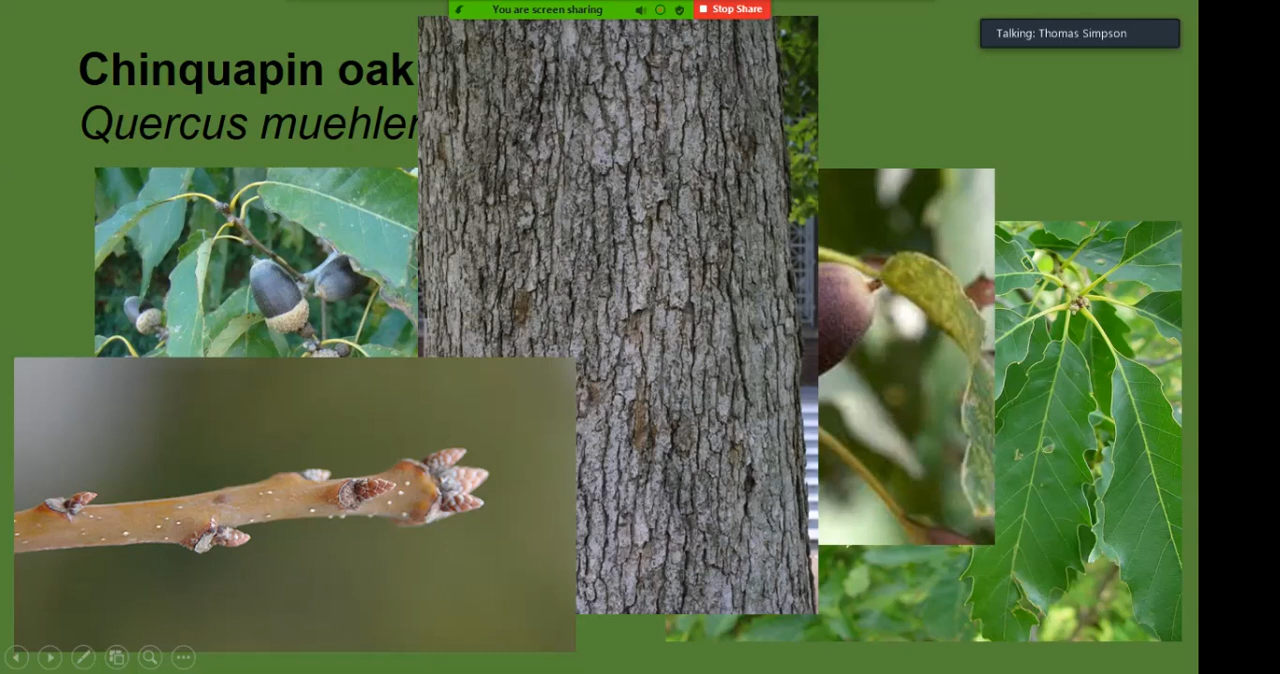 You are screen sharing
Stop Share
Talking: Thomas Simpson
Chinquapin oak
Quercus muehler